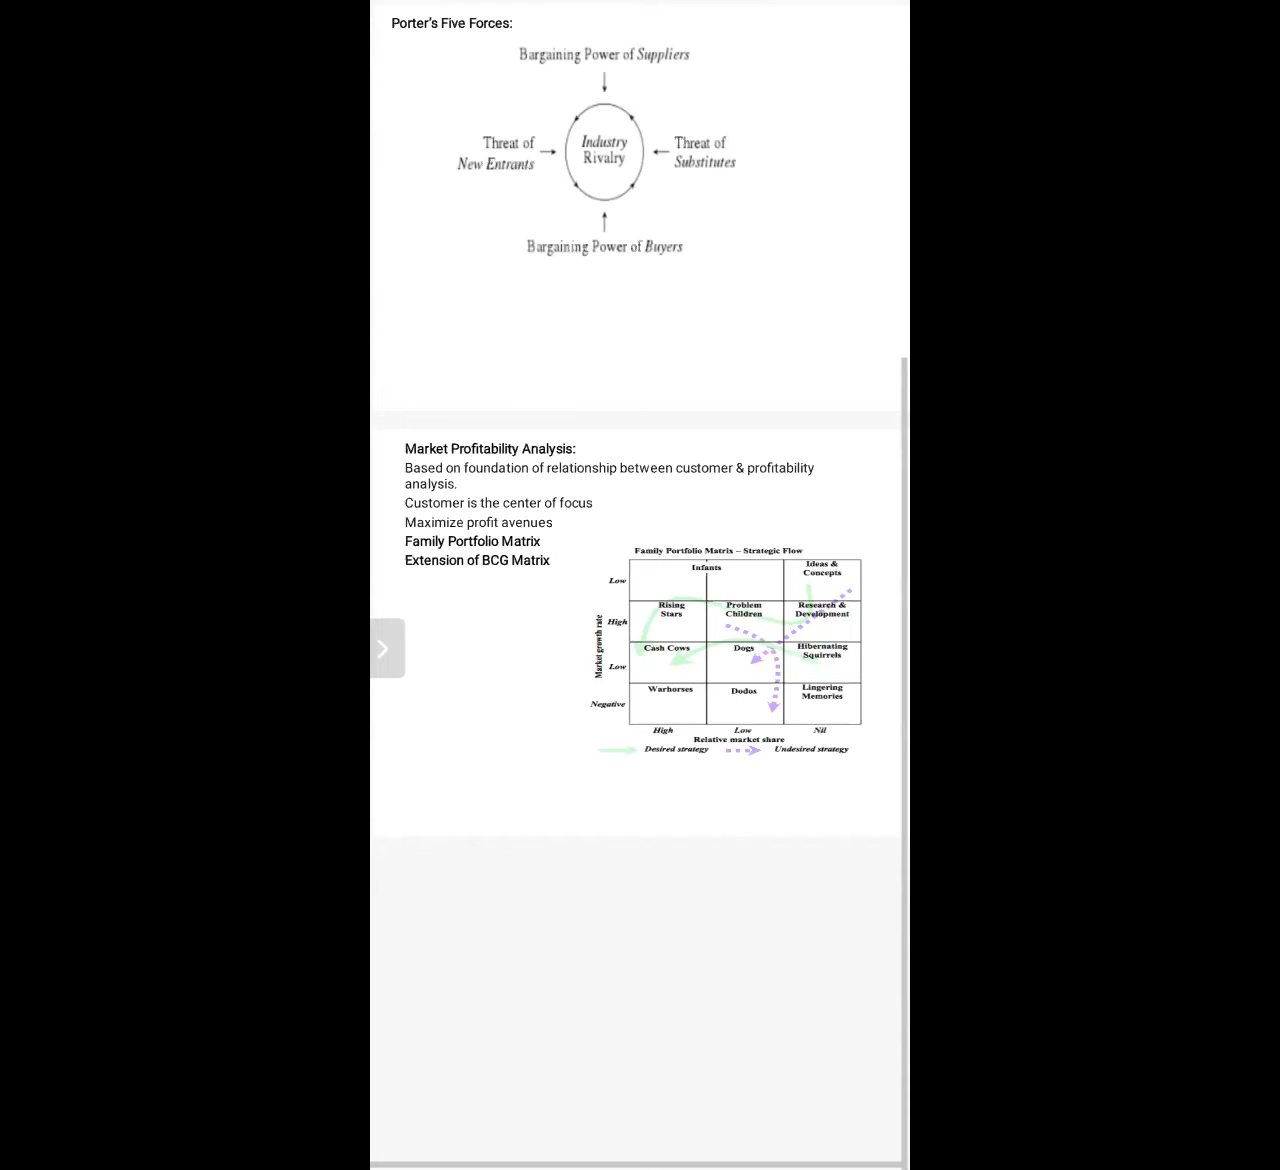 Porter's Five Forces:
Bargaining Power of Suppliers
Threat of
New Entrants
Industry
Rivalry
Threat of
Substitutes
Bargaining Power of Buyers
Market Profitability Analysis:
Based on foundation of relationship between customer & profitability
analysis.
Customer is the center of focus
Maximize profit avenues
Family Portfolio Matrix
Extension of BCG Matrix
Family Portfolio Matrix – Strategic Flow
Market growth rate
Low
Infants
Ideas &
Concepts
High
Rising
Stars
Problem
Children
Research &
Development
Low
Cash Cows
Dogs
Hibernating
Squirrels
Negative
Warhorses
Dodos
Lingering
Memories
High Low Nil
Relative market share
Desired strategy Undesired strategy